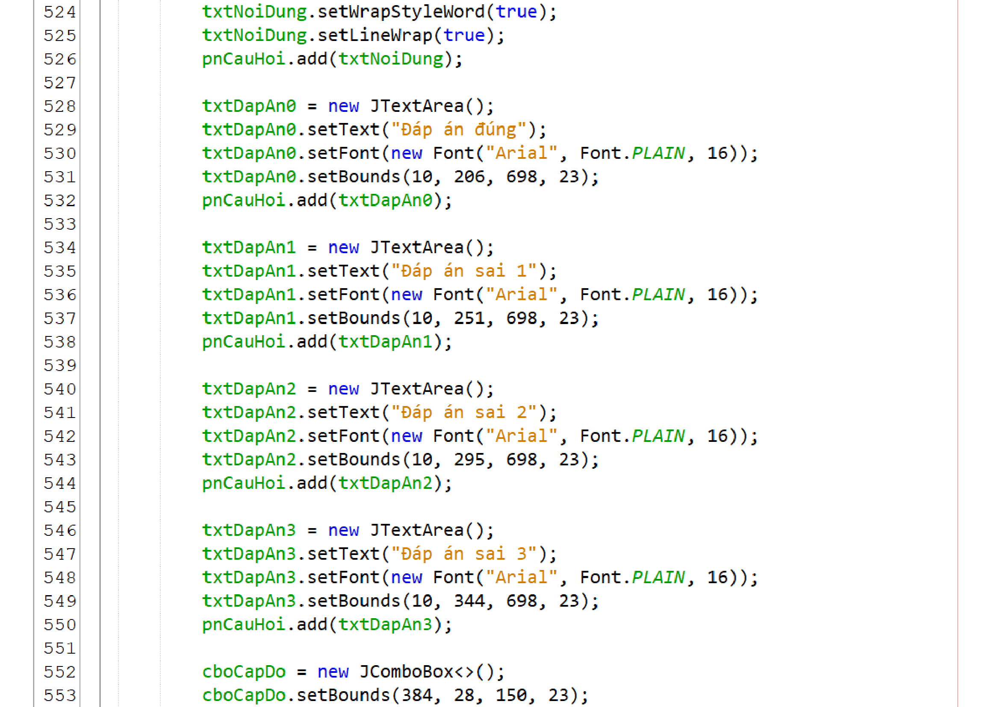 524 txtNoiDung.setWrapStyleWord(true);
525 txtNoiDung.setLineWrap(true);
526 pnCauHoi.add(txtNoiDung);
527
528 txtDapAn0 = new JTextArea();
529 txtDapAn0.setText("Đáp án đúng");
530 txtDapAn0.setFont(new Font("Arial", Font.PLAIN, 16));
531 txtDapAn0.setBounds(10, 206, 698, 23);
532 pnCauHoi.add(txtDapAn0);
533
534 txtDapAn1 = new JTextArea();
535 txtDapAn1.setText("Đáp án sai 1");
536 txtDapAn1.setFont(new Font("Arial", Font.PLAIN, 16));
537 txtDapAn1.setBounds(10, 251, 698, 23);
538 pnCauHoi.add(txtDapAn1);
539
540 txtDapAn2 = new JTextArea();
541 txtDapAn2.setText("Đáp án sai 2");
542 txtDapAn2.setFont(new Font("Arial", Font.PLAIN, 16));
543 txtDapAn2.setBounds(10, 295, 698, 23);
544 pnCauHoi.add(txtDapAn2);
545
546 txtDapAn3 = new JTextArea();
547 txtDapAn3.setText("Đáp án sai 3");
548 txtDapAn3.setFont(new Font("Arial", Font.PLAIN, 16));
549 txtDapAn3.setBounds(10, 344, 698, 23);
550 pnCauHoi.add(txtDapAn3);
551
552 cboCapDo = new JComboBox<>();
553 cboCapDo.setBounds(384, 28, 150, 23);